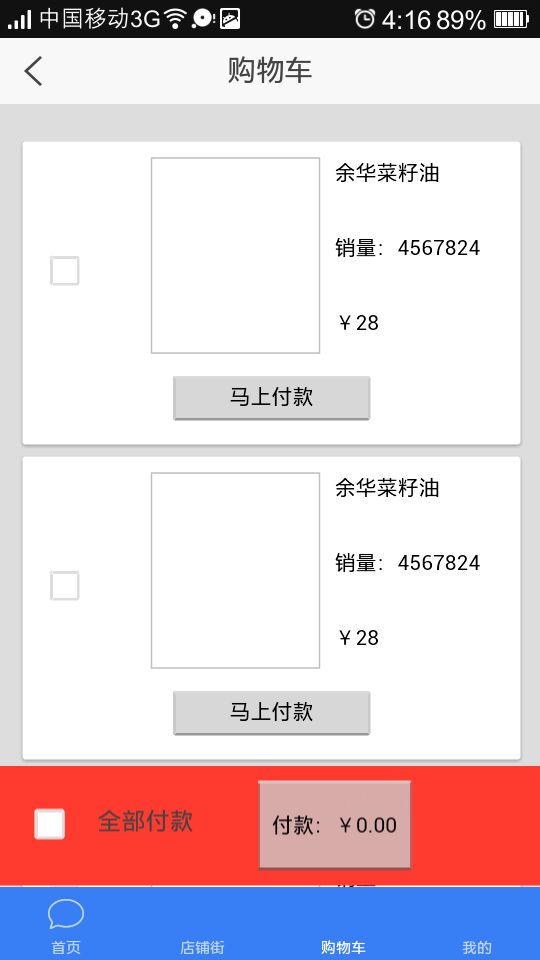 中国移动3G 4:16 89%
购物车
余华菜籽油
销量：4567824
￥28
马上付款
余华菜籽油
销量：4567824
￥28
马上付款
全部付款 付款：￥0.00
首页 店铺街 购物车 我的